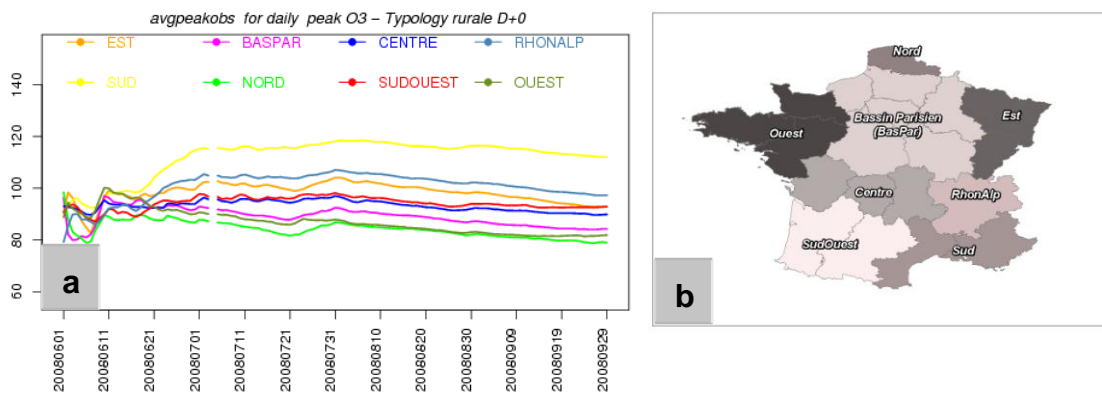 avgpeakobs for daily peak O3 – Typology rurale D+0
EST
BASPAR
CENTRE
RHONALP
SUD
NORD
SUDOUEST
OUEST
140
120
100
80
60
20080601
20080611
20080621
20080701
20080711
20080721
20080731
20080810
20080820
20080830
20080909
20080919
20080929
a
Nord
Bassin Parisien
(BasPar)
Est
Ouest
Centre
RhonAlp
SudOuest
Sud
b